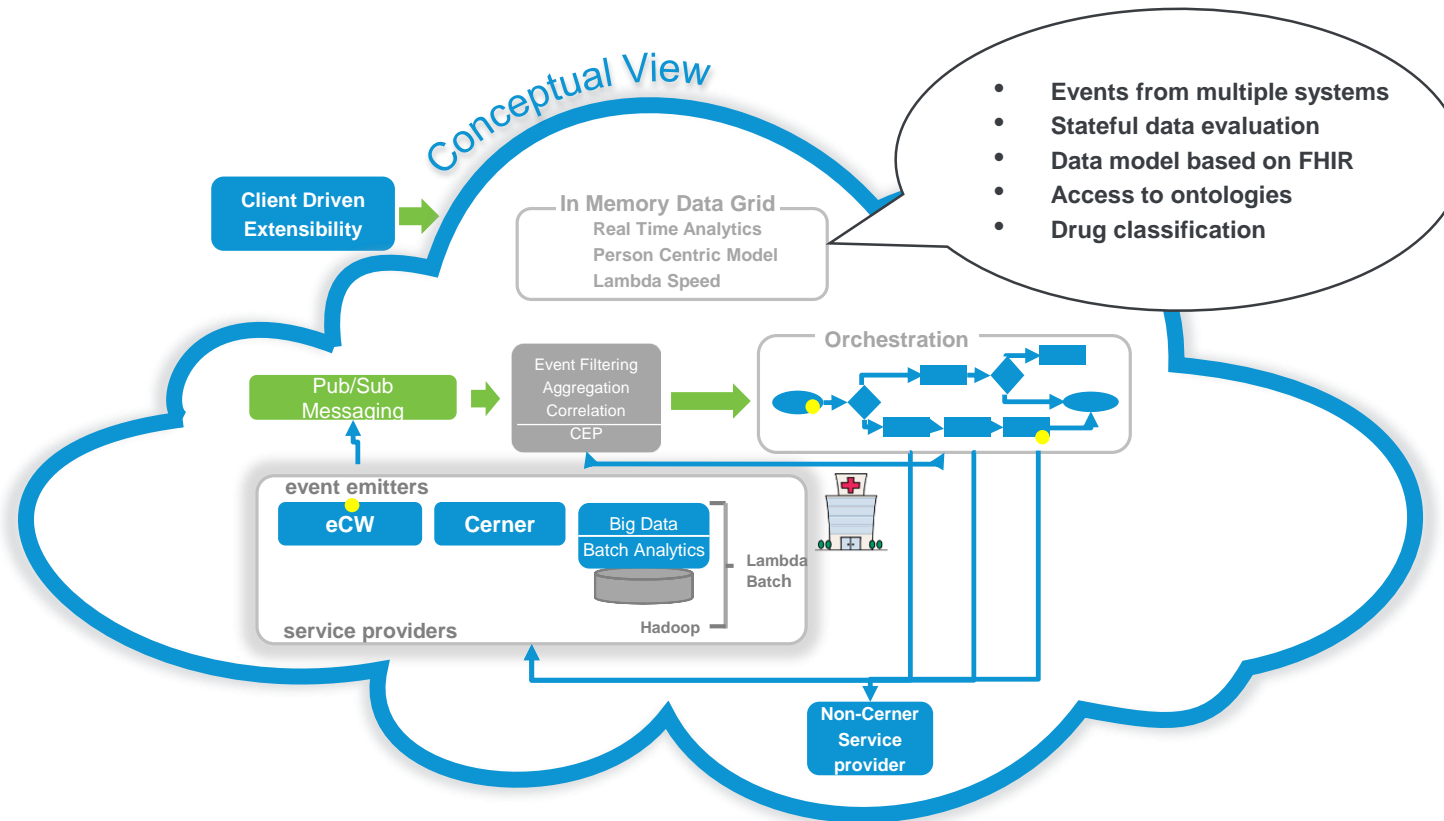 Conceptual View
• Events from multiple systems
• Stateful data evaluation
• Data model based on FHIR
• Access to ontologies
• Drug classification
Client Driven
Extensibility
In Memory Data Grid
Real Time Analytics
Person Centric Model
Lambda Speed
Orchestration
Pub/Sub
Messaging
Event Filtering
Aggregation
Correlation
CEP
event emitters
eCW
Cerner
Big Data
Batch Analytics
Lambda
Batch
Hadoop
service providers
Non-Cerner
Service
provider